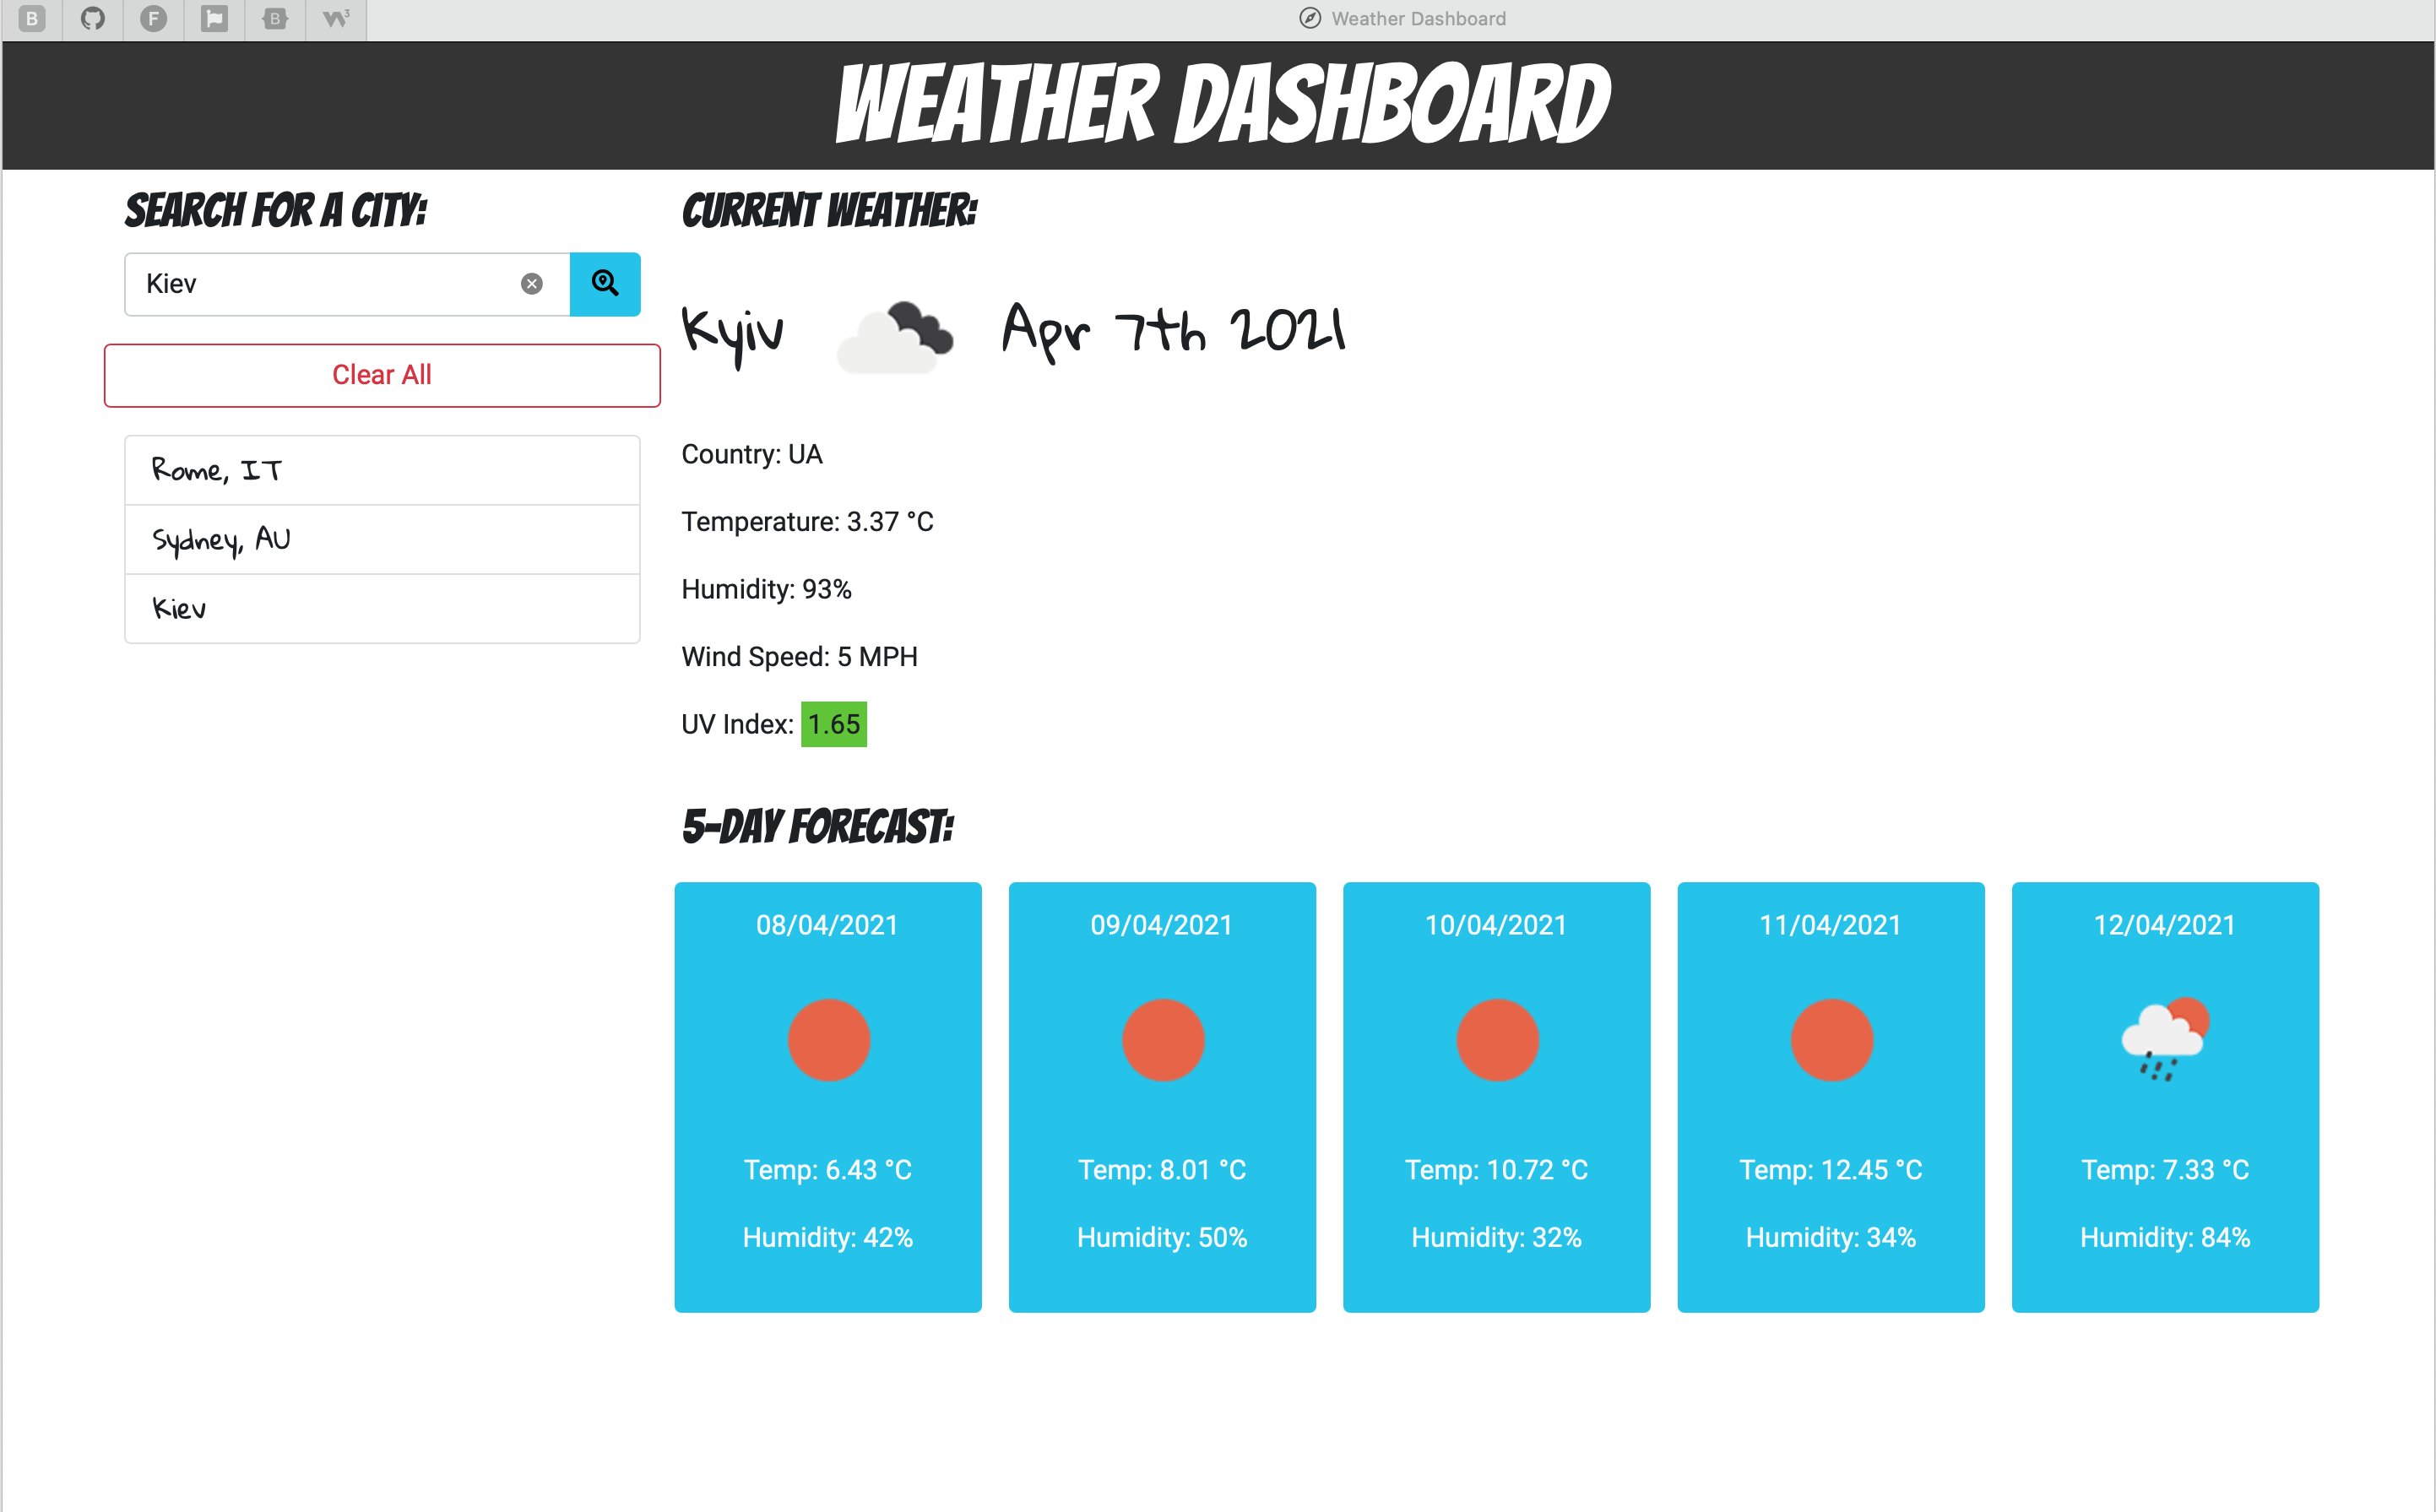 B F B W3
Weather Dashboard
WEATHER DASHBOARD
SEARCH FOR A CITY:
Kiev
Clear All
Rome, IT
Sydney, AU
Kiev
CURRENT WEATHER:
Kyiv Apr 7th 2021
Country: UA
Temperature: 3.37 °C
Humidity: 93%
Wind Speed: 5 MPH
UV Index: 1.65
5-DAY FORECAST:
08/04/2021
Temp: 6.43 °C
Humidity: 42%
09/04/2021
Temp: 8.01 °C
Humidity: 50%
10/04/2021
Temp: 10.72 °C
Humidity: 32%
11/04/2021
Temp: 12.45 °C
Humidity: 34%
12/04/2021
Temp: 7.33 °C
Humidity: 84%